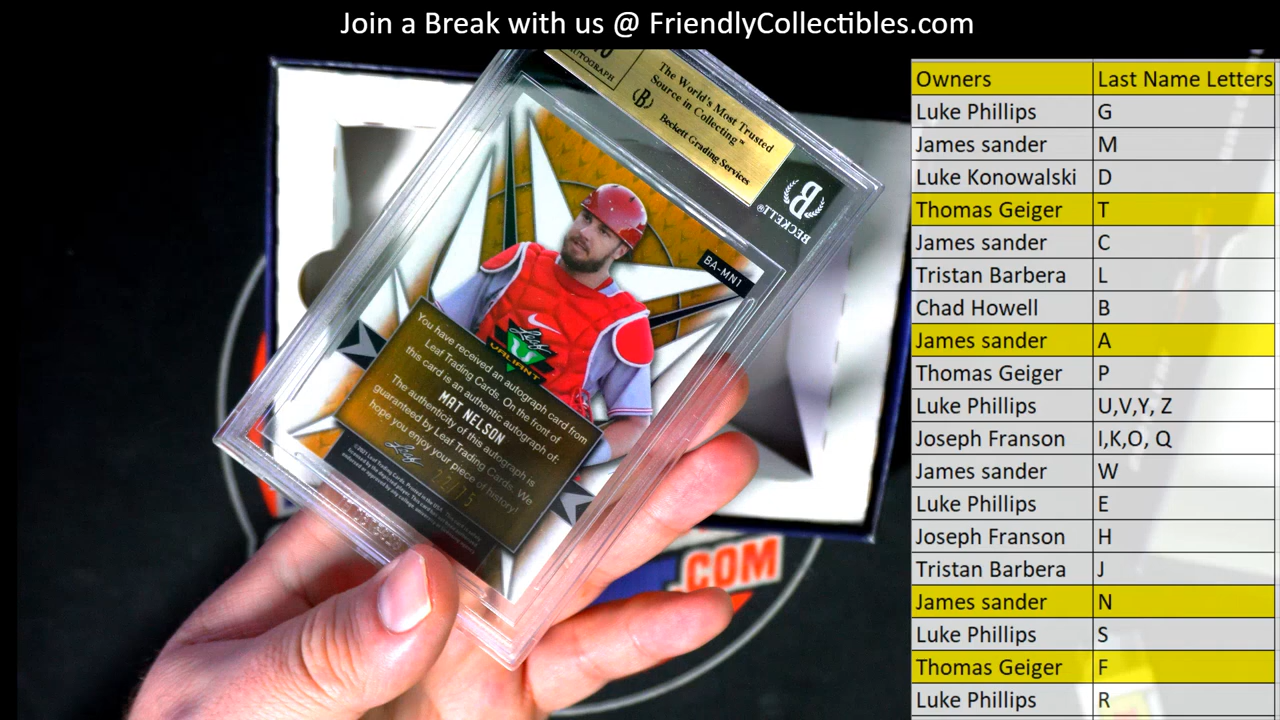 Join a Break with us @ FriendlyCollectibles.com
AUTOGRAPH
The World's Most Trusted
Source in Collecting™
Beckett Grading Services
B
BECKETT®
BA-MN1
Leaf
VALIANT
You have received an autograph card from
Leaf Trading Cards. On the front of
this card is an authentic autograph of:
MAT NELSON
The authenticity of this autograph is
guaranteed by Leaf Trading Cards. We
hope you enjoy your piece of history!
Leaf
.COM
Owners Last Name Letters
Luke Phillips G
James sander M
Luke Konowalski D
Thomas Geiger T
James sander C
Tristan Barbera L
Chad Howell B
James sander A
Thomas Geiger P
Luke Phillips U,V,Y, Z
Joseph Franson I,K,O, Q
James sander W
Luke Phillips E
Joseph Franson H
Tristan Barbera J
James sander N
Luke Phillips S
Thomas Geiger F
Luke Phillips R